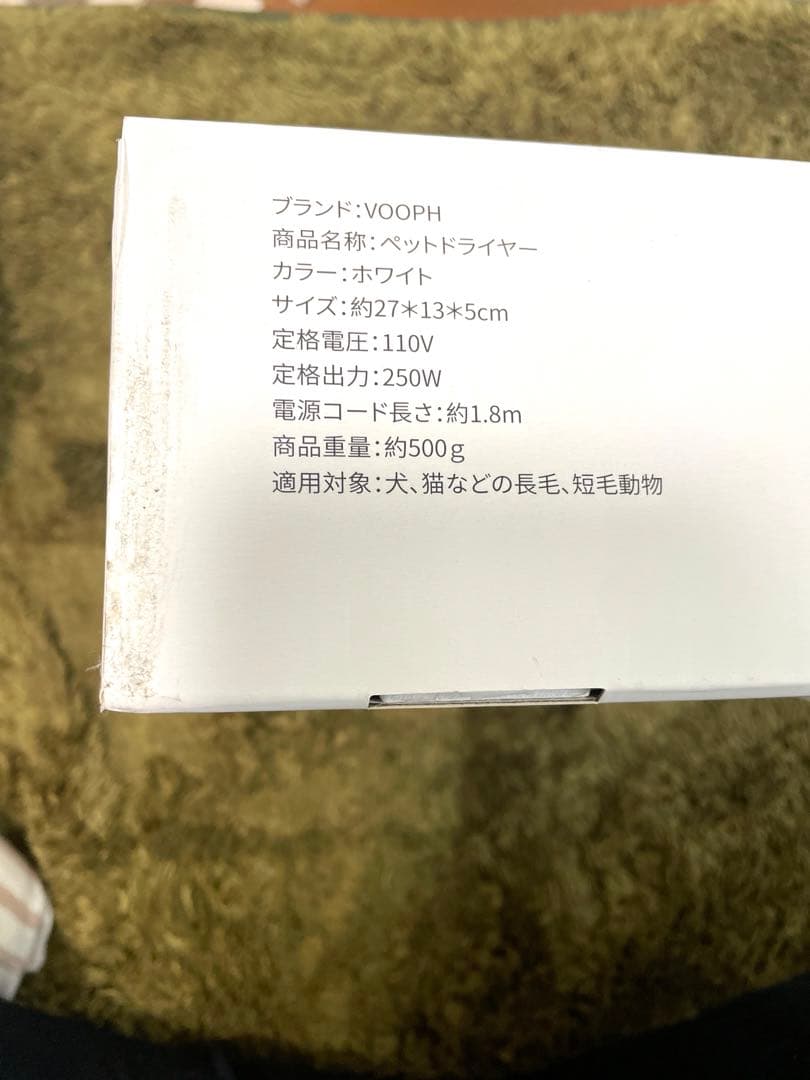 ブランド:VOOPH
商品名称:ペットドライヤー
カラー:ホワイト
サイズ:約27*13*5cm
定格電圧:110V
定格出力:250W
電源コード長さ:約1.8m
商品重量:約500g
適用対象:犬、猫などの長毛、短毛動物